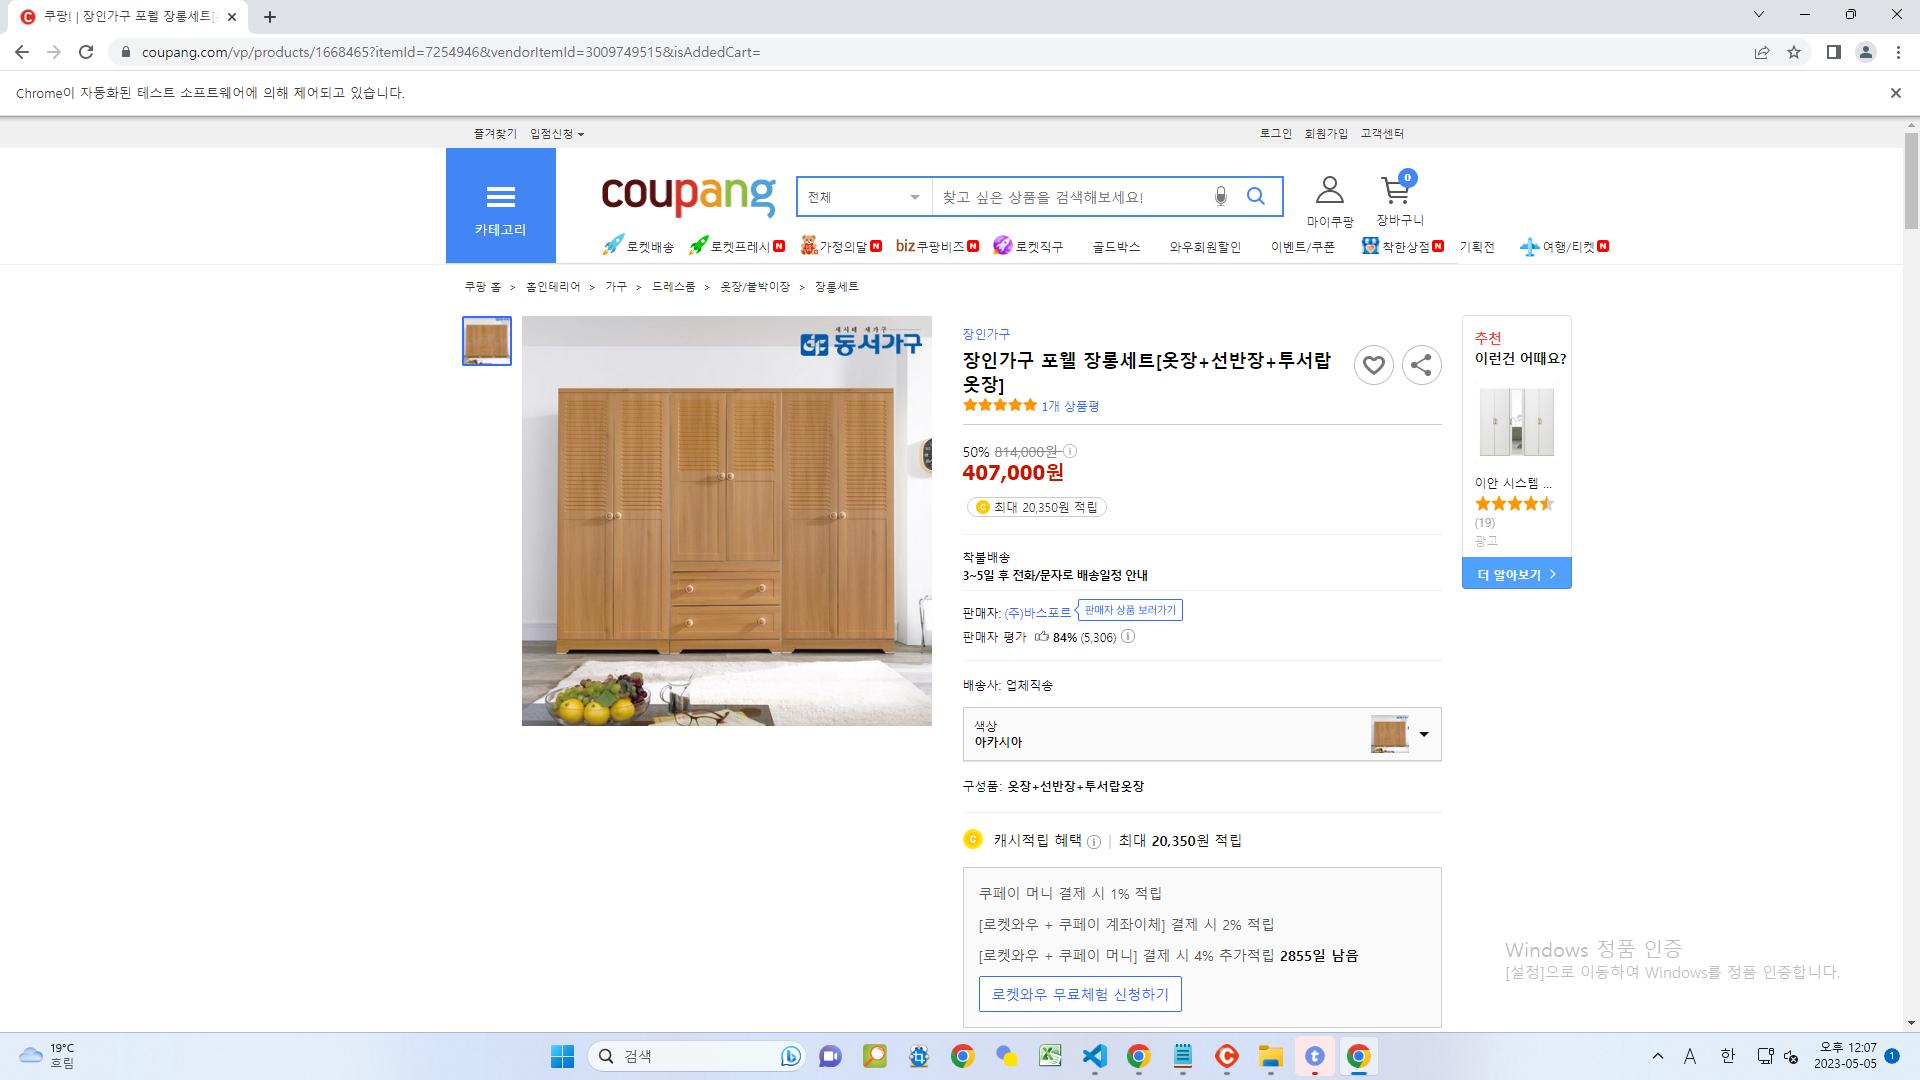 쿠팡! | 장인가구 포웰 장롱세트[
coupang.com/vp/products/1668465?itemId=7254946&vendorItemId=3009749515&isAddedCart=
Chrome이 자동화된 테스트 소프트웨어에 의해 제어되고 있습니다.
즐겨찾기 입점신청
로그인 회원가입 고객센터
카테고리
coupang
전체
찾고 싶은 상품을 검색해보세요!
마이쿠팡
0
장바구니
로켓배송 로켓프레시 N 가정의달 N biz 쿠팡비즈 N 로켓직구 골드박스 와우회원할인 이벤트/쿠폰 착한상점 N 기획전 여행/티켓 N
쿠팡 홈 > 홈인테리어 > 가구 > 드레스룸 > 옷장/붙박이장 > 장롱세트
새시대 새가구
동서가구
장인가구
장인가구 포웰 장롱세트[옷장+선반장+투서랍
옷장]
1개 상품평
50% 814,000원
407,000원
최대 20,350원 적립
착불배송
3~5일 후 전화/문자로 배송일정 안내
판매자: (주)바스포르 판매자 상품 보러가기
판매자 평가 84% (5,306)
배송사: 업체직송
색상
아카시아
구성품: 옷장+선반장+투서랍옷장
캐시적립 혜택 | 최대 20,350원 적립
쿠페이 머니 결제 시 1% 적립
[로켓와우 + 쿠페이 계좌이체] 결제 시 2% 적립
[로켓와우 + 쿠페이 머니] 결제 시 4% 추가적립 2855일 남음
로켓와우 무료체험 신청하기
추천
이런건 어때요?
이안 시스템 ...
(19)
광고
더 알아보기 >
Windows 정품 인증
[설정]으로 이동하여 Windows를 정품 인증합니다.
19°C
흐림
검색
A
한
오후 12:07
2023-05-05
1